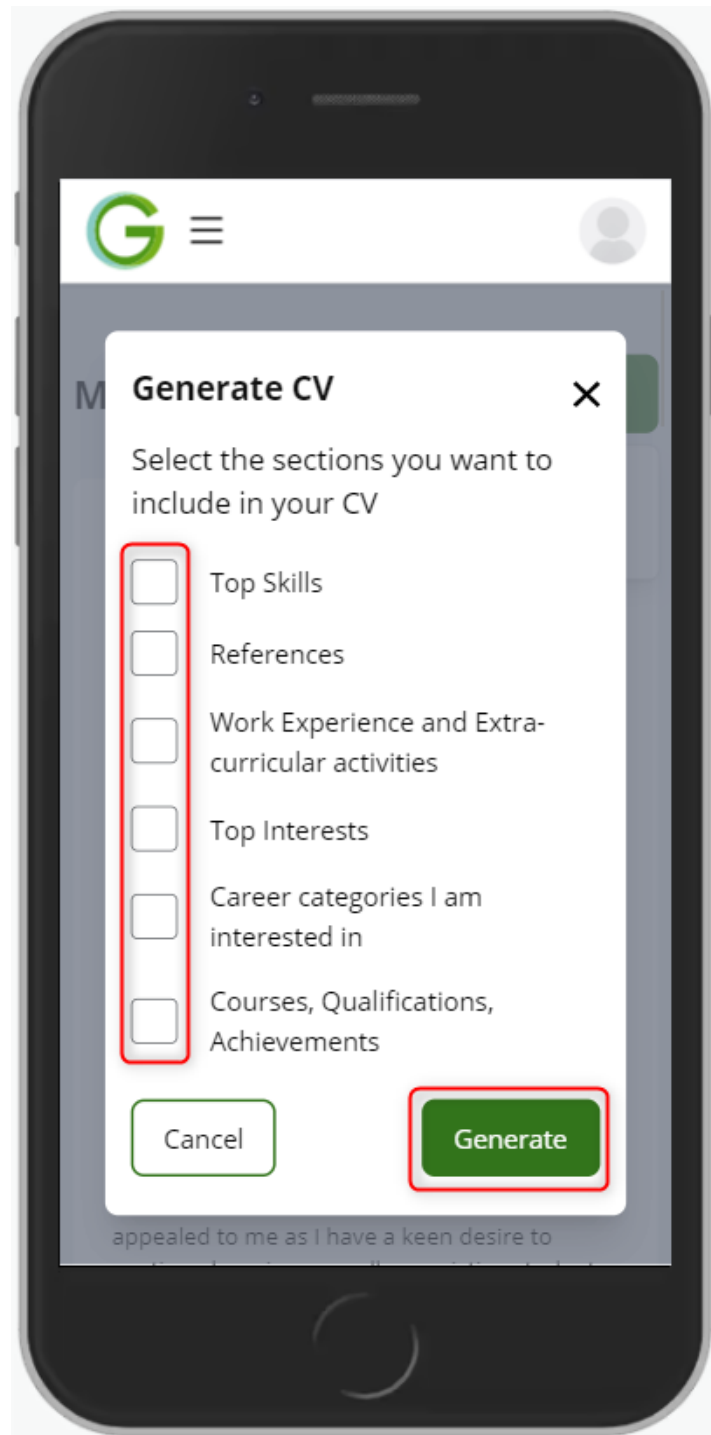 G
M
Generate CV
Select the sections you want to
include in your CV
Top Skills
References
Work Experience and Extra-
curricular activities
Top Interests
Career categories I am
interested in
Courses, Qualifications,
Achievements
Cancel
Generate
appealed to me as I have a keen desire to